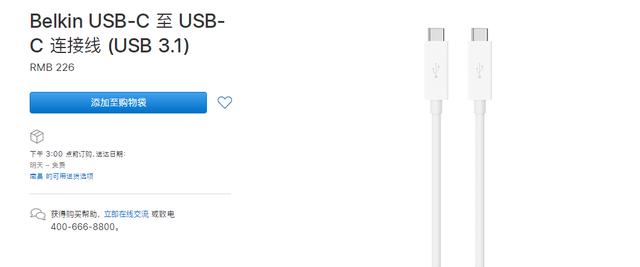 Belkin USB-C 至 USB-
C 连接线 (USB 3.1)
RMB 226
添加至购物袋
下午 3:00 点前订购，送达日期：
明天 – 免费
南昌 的可用送货选项
获得购买帮助，立即在线交流 或致电
400-666-8800。